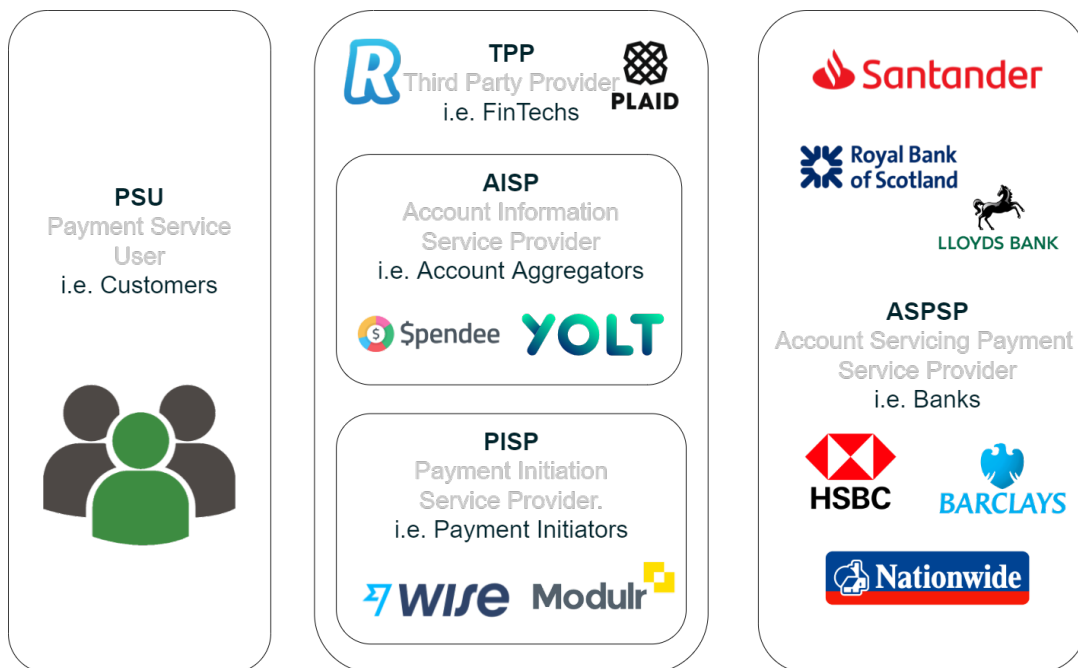 PSU
Payment Service
User
i.e. Customers
R
TPP
Third Party Provider
i.e. FinTechs
PLAID
AISP
Account Information
Service Provider
i.e. Account Aggregators
$
$pendee
YOLT
PISP
Payment Initiation
Service Provider.
i.e. Payment Initiators
WISE
Modulr
Santander
Royal Bank
of Scotland
LLOYDS BANK
ASPSP
Account Servicing Payment
Service Provider
i.e. Banks
HSBC
BARCLAYS
Nationwide